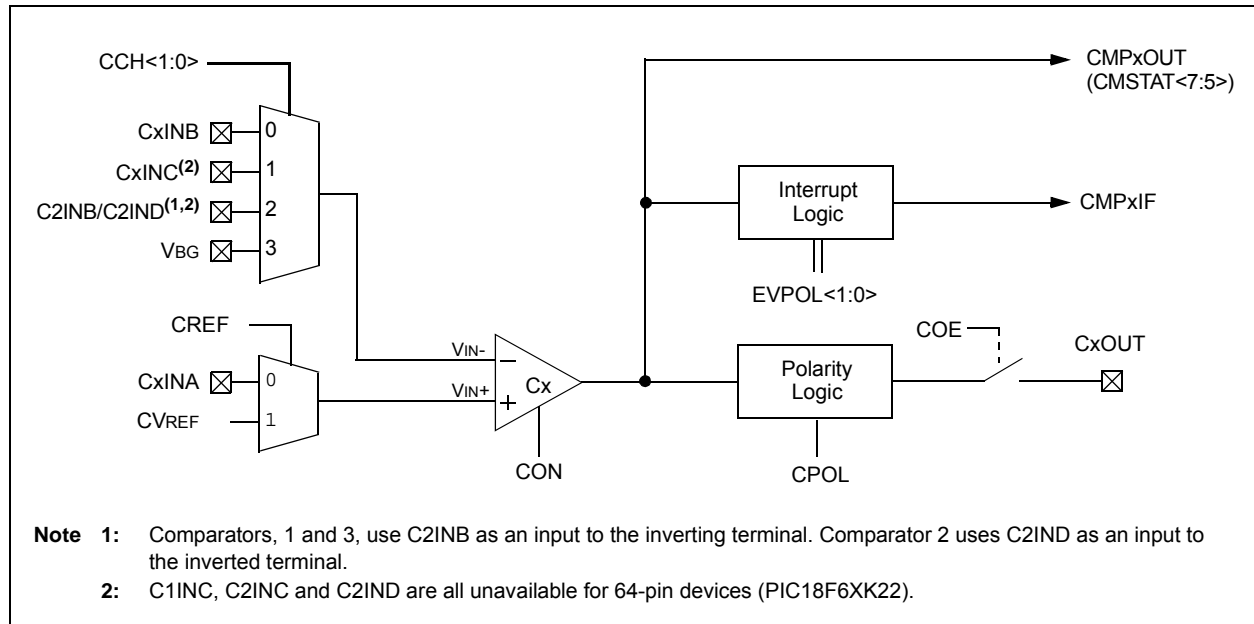 CCH<1:0>
CMPxOUT
(CMSTAT<7:5>)
CxINB
0
CxINC(2)
1
C2INB/C2IND(1,2)
2
VBG
3
Interrupt
Logic
CMPxIF
EVPOL<1:0>
CREF
CxINA
0
CVREF
1
VIN-
VIN+
–
+
Cx
CON
Polarity
Logic
CPOL
COE
CxOUT
Note 1: Comparators, 1 and 3, use C2INB as an input to the inverting terminal. Comparator 2 uses C2IND as an input to
the inverted terminal.
2: C1INC, C2INC and C2IND are all unavailable for 64-pin devices (PIC18F6XK22).